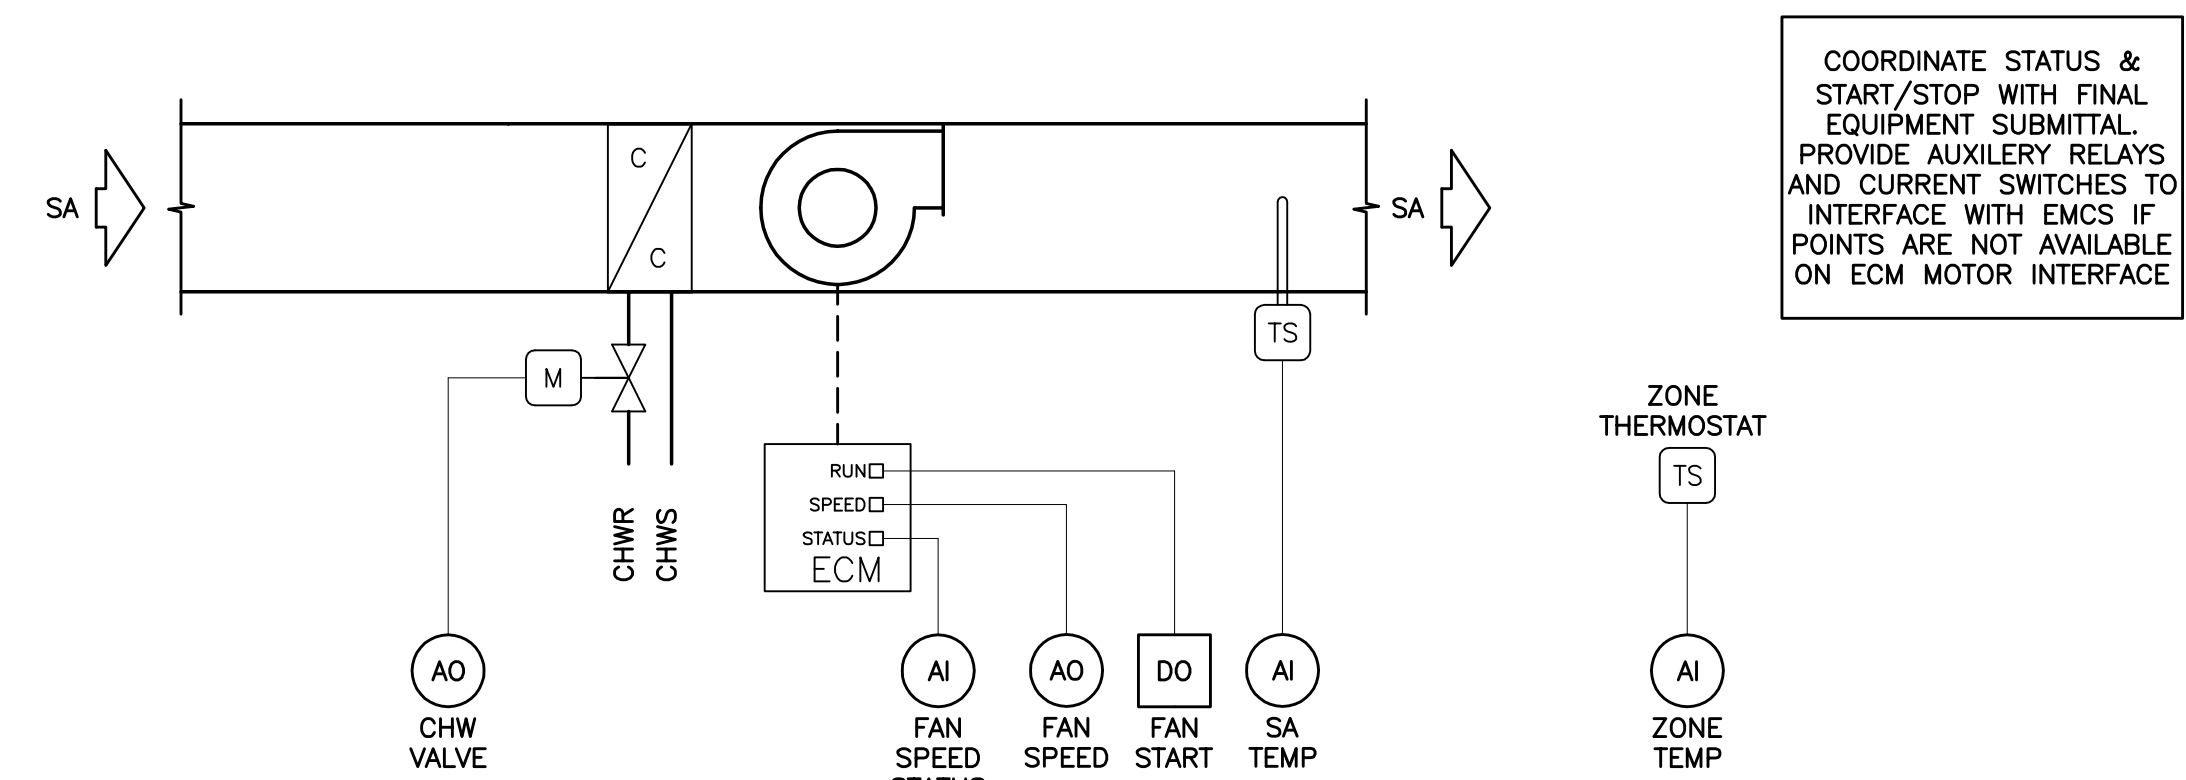 COORDINATE STATUS &
START/STOP WITH FINAL
EQUIPMENT SUBMITTAL.
PROVIDE AUXILERY RELAYS
AND CURRENT SWITCHES TO
INTERFACE WITH EMCS IF
POINTS ARE NOT AVAILABLE
ON ECM MOTOR INTERFACE
SA
C
C
SA
TS
M
ZONE
THERMOSTAT
TS
RUN
SPEED
STATUS
ECM
CHWR
CHWS
AO
CHW
VALVE
AI
FAN
SPEED
STATUS
AO
FAN
SPEED
DO
FAN
START
AI
SA
TEMP
AI
ZONE
TEMP